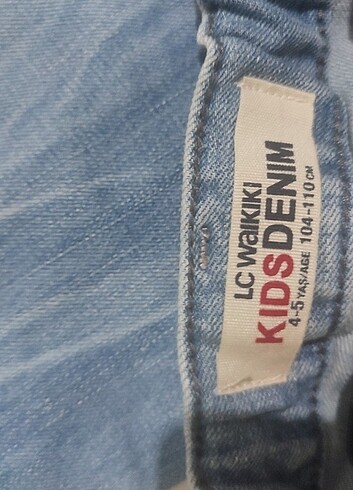 LC WAIKIKI
KIDSDENIM
4-5 YAŞ/AGE 104-110 CM